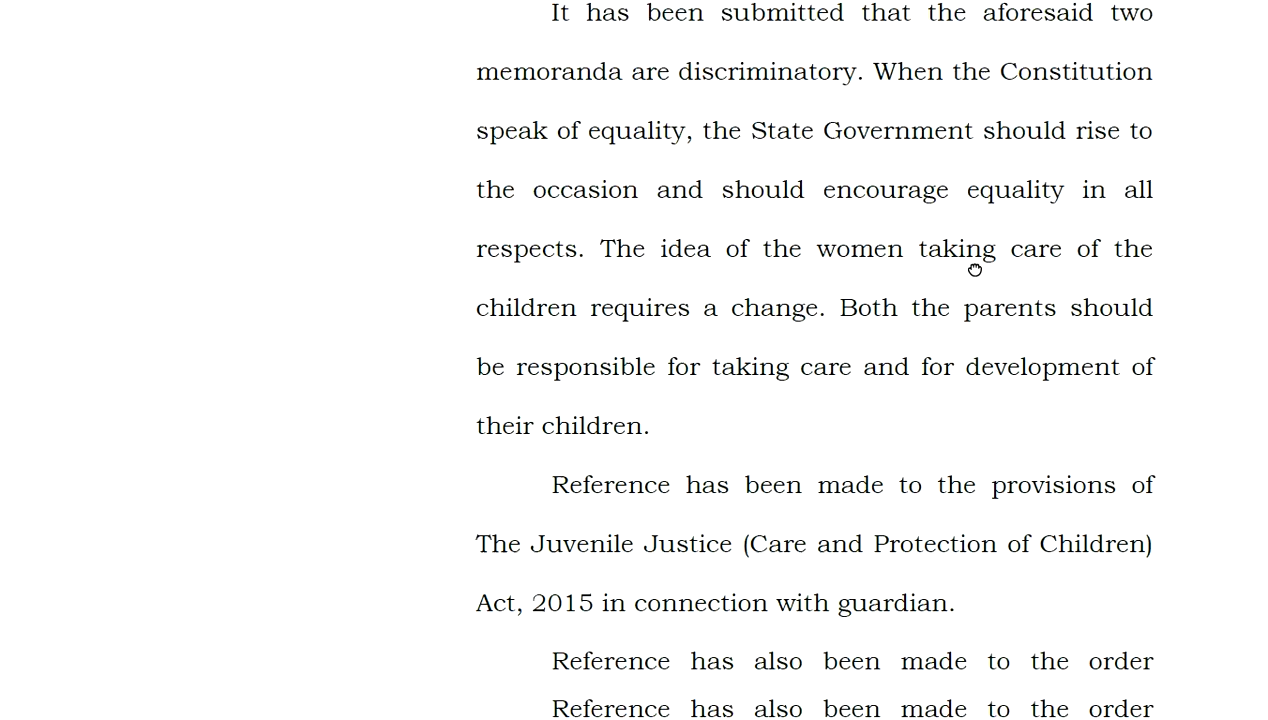 It has been submitted that the aforesaid two
memoranda are discriminatory. When the Constitution
speak of equality, the State Government should rise to
the occasion and should encourage equality in all
respects. The idea of the women taking care of the
children requires a change. Both the parents should
be responsible for taking care and for development of
their children.
Reference has been made to the provisions of
The Juvenile Justice (Care and Protection of Children)
Act, 2015 in connection with guardian.
Reference has also been made to the order
Reference has also been made to the order